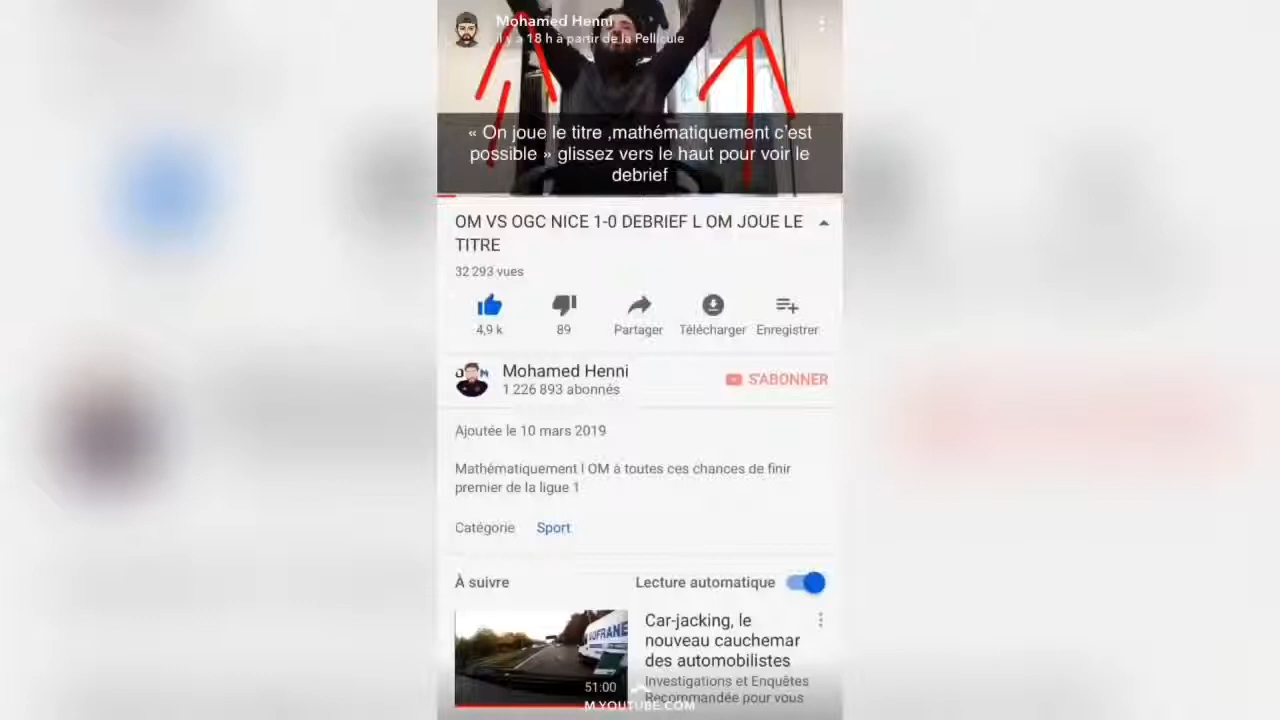 Mohamed Henni
il y a 18 h à partir de la Pellicule
« On joue le titre ,mathématiquement c'est
possible » glissez vers le haut pour voir le
debrief
OM VS OGC NICE 1-0 DEBRIEF L OM JOUE LE
TITRE
32 293 vues
4,9 k
89
Partager
Télécharger
Enregistrer
Mohamed Henni
1 226 893 abonnés
S'ABONNER
Ajoutée le 10 mars 2019
Mathématiquement l OM à toutes ces chances de finir
premier de la ligue 1
Catégorie
Sport
À suivre
Lecture automatique
Car-jacking, le
nouveau cauchemar
des automobilistes
Investigations et Enquêtes
Recommandée pour vous
51:00
M.YOUTUBE.COM